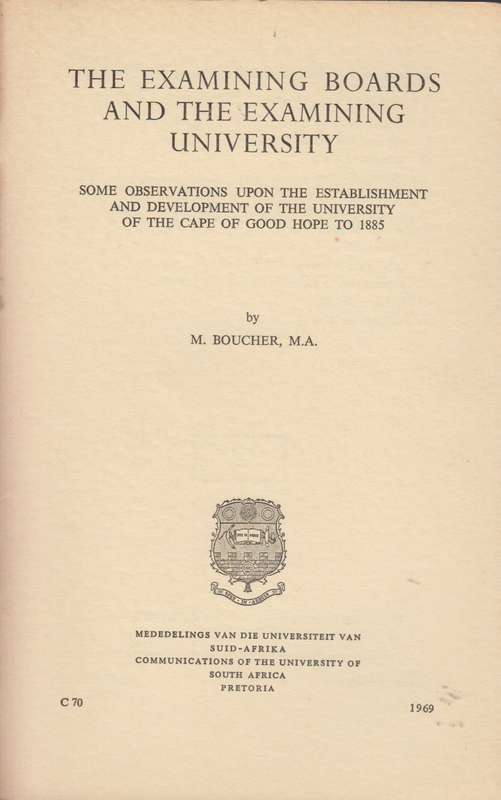 THE EXAMINING BOARDS
AND THE EXAMINING
UNIVERSITY
SOME OBSERVATIONS UPON THE ESTABLISHMENT
AND DEVELOPMENT OF THE UNIVERSITY
OF THE CAPE OF GOOD HOPE TO 1885
by
M. BOUCHER, M.A.
MEDEDELINGS VAN DIE UNIVERSITEIT VAN
SUID-AFRIKA
COMMUNICATIONS OF THE UNIVERSITY OF
SOUTH AFRICA
PRETORIA
C 70
1969